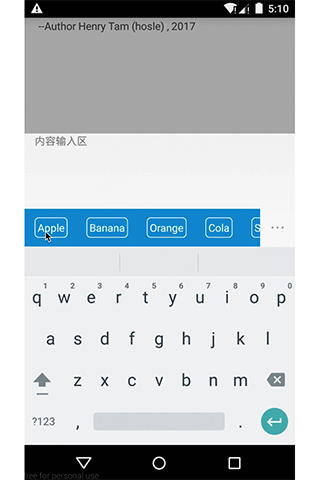 5:10
--Author Henry Tam (hosle) , 2017
内容输入区
Apple Banana Orange Cola S ...
1 2 3 4 5 6 7 8 9 0
q w e r t y u i o p
a s d f g h j k l
z x c v b n m
?123 , .
ree for personal use